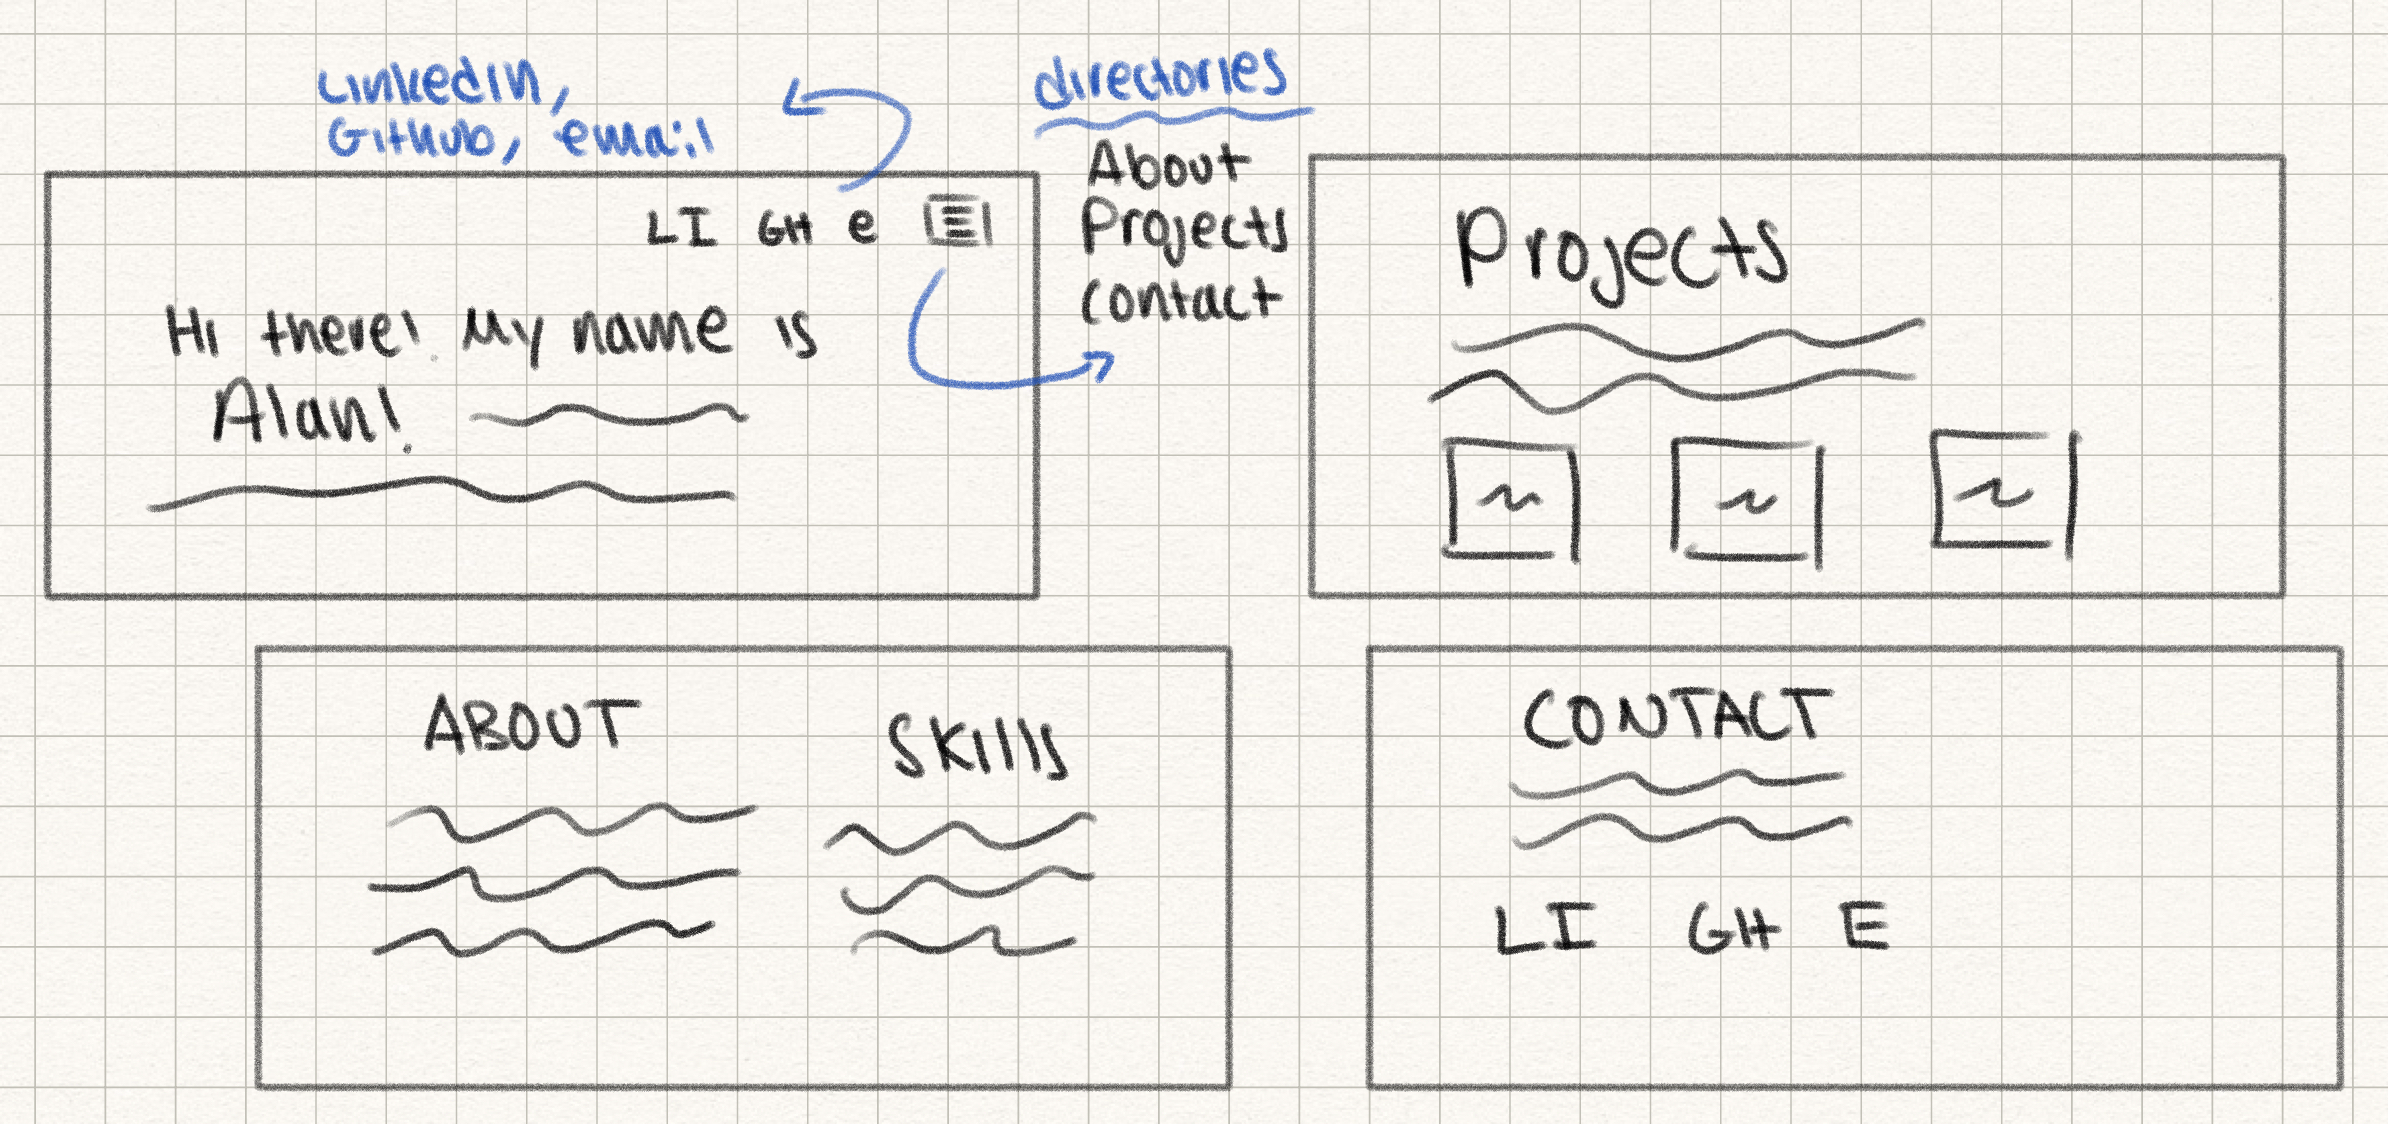 LinkedIn,
Github, email
LI GH e
Hi there! My name is
Alan!
directories
About
Projects
contact
Projects
ABOUT
Skills
CONTACT
LI GH E